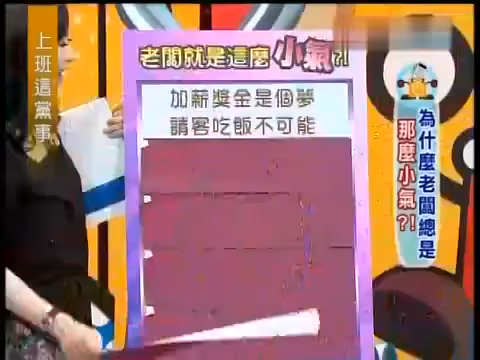 上班這黨事
老闆就是這麼小氣?!
加薪獎金是個夢
請客吃飯不可能
為什麼老闆總是
那麼小氣?!